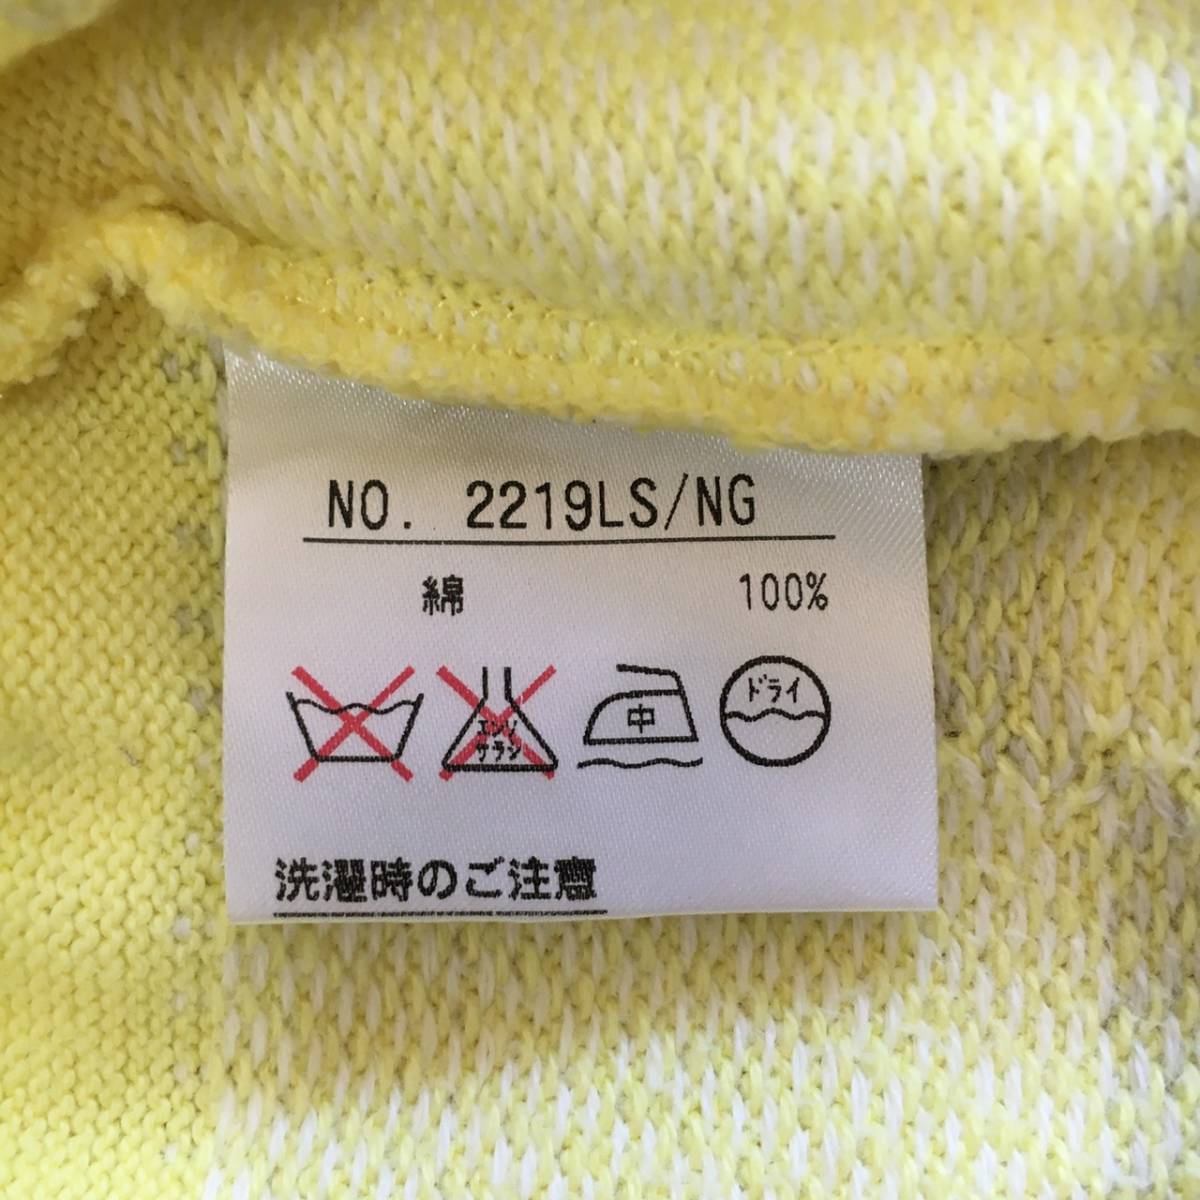 NO. 2219LS/NG
綿 100%
エンソ
サラシ
中
ドライ
洗濯時のご注意